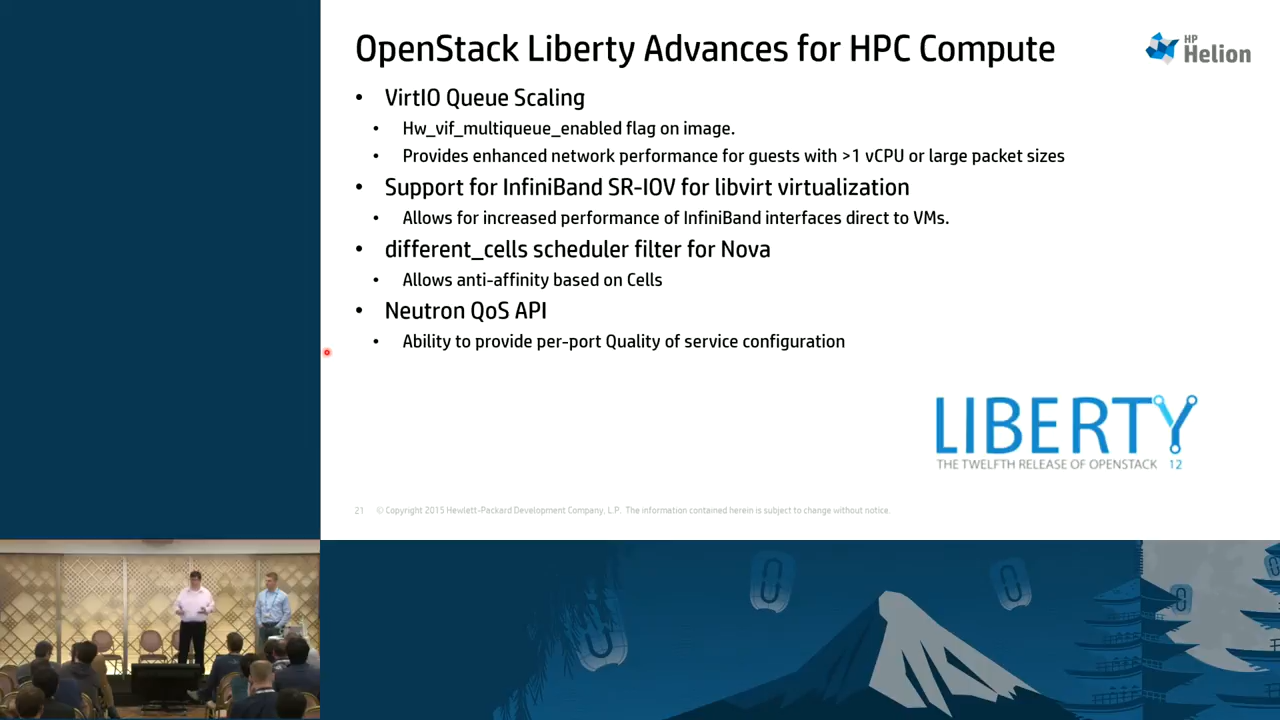 OpenStack Liberty Advances for HPC Compute
HP
Helion
• VirtIO Queue Scaling
• Hw_vif_multiqueue_enabled flag on image.
• Provides enhanced network performance for guests with >1 vCPU or large packet sizes
• Support for InfiniBand SR-IOV for libvirt virtualization
• Allows for increased performance of InfiniBand interfaces direct to VMs.
• different_cells scheduler filter for Nova
• Allows anti-affinity based on Cells
• Neutron QoS API
• Ability to provide per-port Quality of service configuration
LIBERTY
THE TWELFTH RELEASE OF OPENSTACK 12
21 © Copyright 2015 Hewlett-Packard Development Company, L.P. The information contained herein is subject to change without notice.